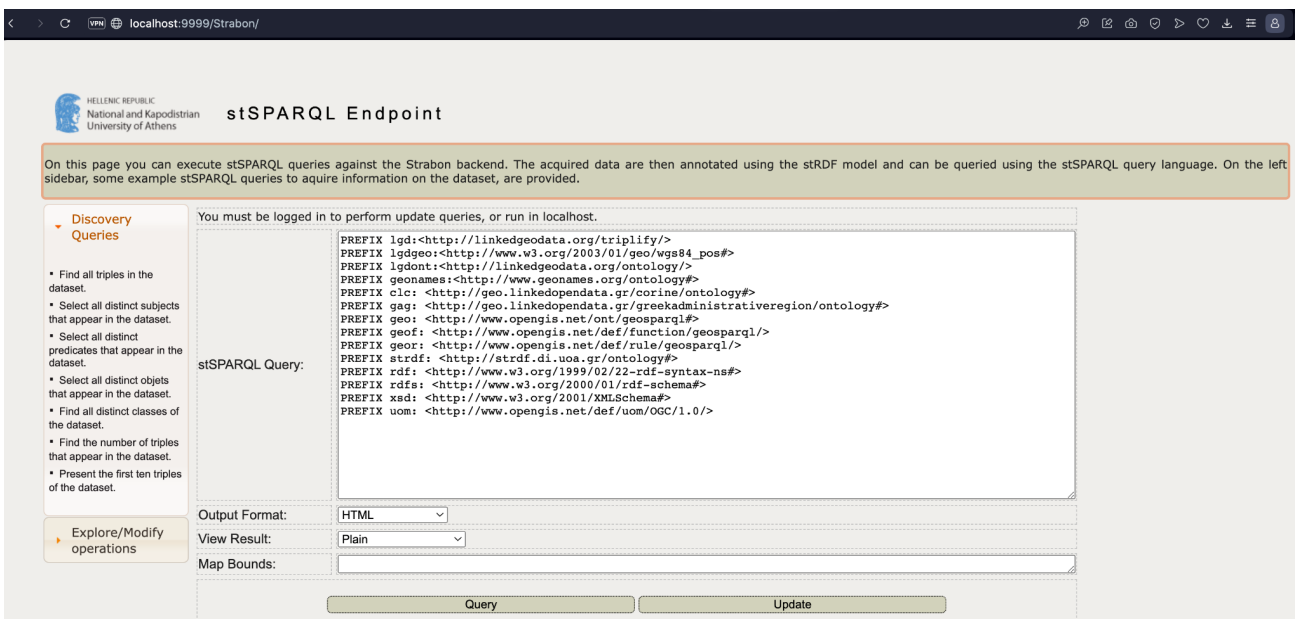 VPN localhost:9999/Strabon/
HELLENIC REPUBLIC
National and Kapodistrian
University of Athens
stSPARQL Endpoint
On this page you can execute stSPARQL queries against the Strabon backend. The acquired data are then annotated using the stRDF model and can be queried using the stSPARQL query language. On the left
sidebar, some example stSPARQL queries to aquire information on the dataset, are provided.
Discovery
Queries
▪ Find all triples in the
dataset.
▪ Select all distinct subjects
that appear in the dataset.
▪ Select all distinct
predicates that appear in the
dataset.
▪ Select all distinct objets
that appear in the dataset.
▪ Find all distinct classes of
the dataset.
▪ Find the number of triples
that appear in the dataset.
▪ Present the first ten triples
of the dataset.
Explore/Modify
operations
You must be logged in to perform update queries, or run in localhost.
stSPARQL Query:
PREFIX lgd:<http://linkedgeodata.org/triplify/>
PREFIX lgdgeo:<http://www.w3.org/2003/01/geo/wgs84_pos#>
PREFIX lgdont:<http://linkedgeodata.org/ontology/>
PREFIX geonames:<http://www.geonames.org/ontology#>
PREFIX clc: <http://geo.linkedopendata.gr/corine/ontology#>
PREFIX gag: <http://geo.linkedopendata.gr/greekadministrativeregion/ontology#>
PREFIX geo: <http://www.opengis.net/ont/geosparql#>
PREFIX geof: <http://www.opengis.net/def/function/geosparql/>
PREFIX geor: <http://www.opengis.net/def/rule/geosparql/>
PREFIX strdf: <http://strdf.di.uoa.gr/ontology#>
PREFIX rdf: <http://www.w3.org/1999/02/22-rdf-syntax-ns#>
PREFIX rdfs: <http://www.w3.org/2000/01/rdf-schema#>
PREFIX xsd: <http://www.w3.org/2001/XMLSchema#>
PREFIX uom: <http://www.opengis.net/def/uom/OGC/1.0/>
Output Format: HTML
View Result: Plain
Map Bounds:
Query Update